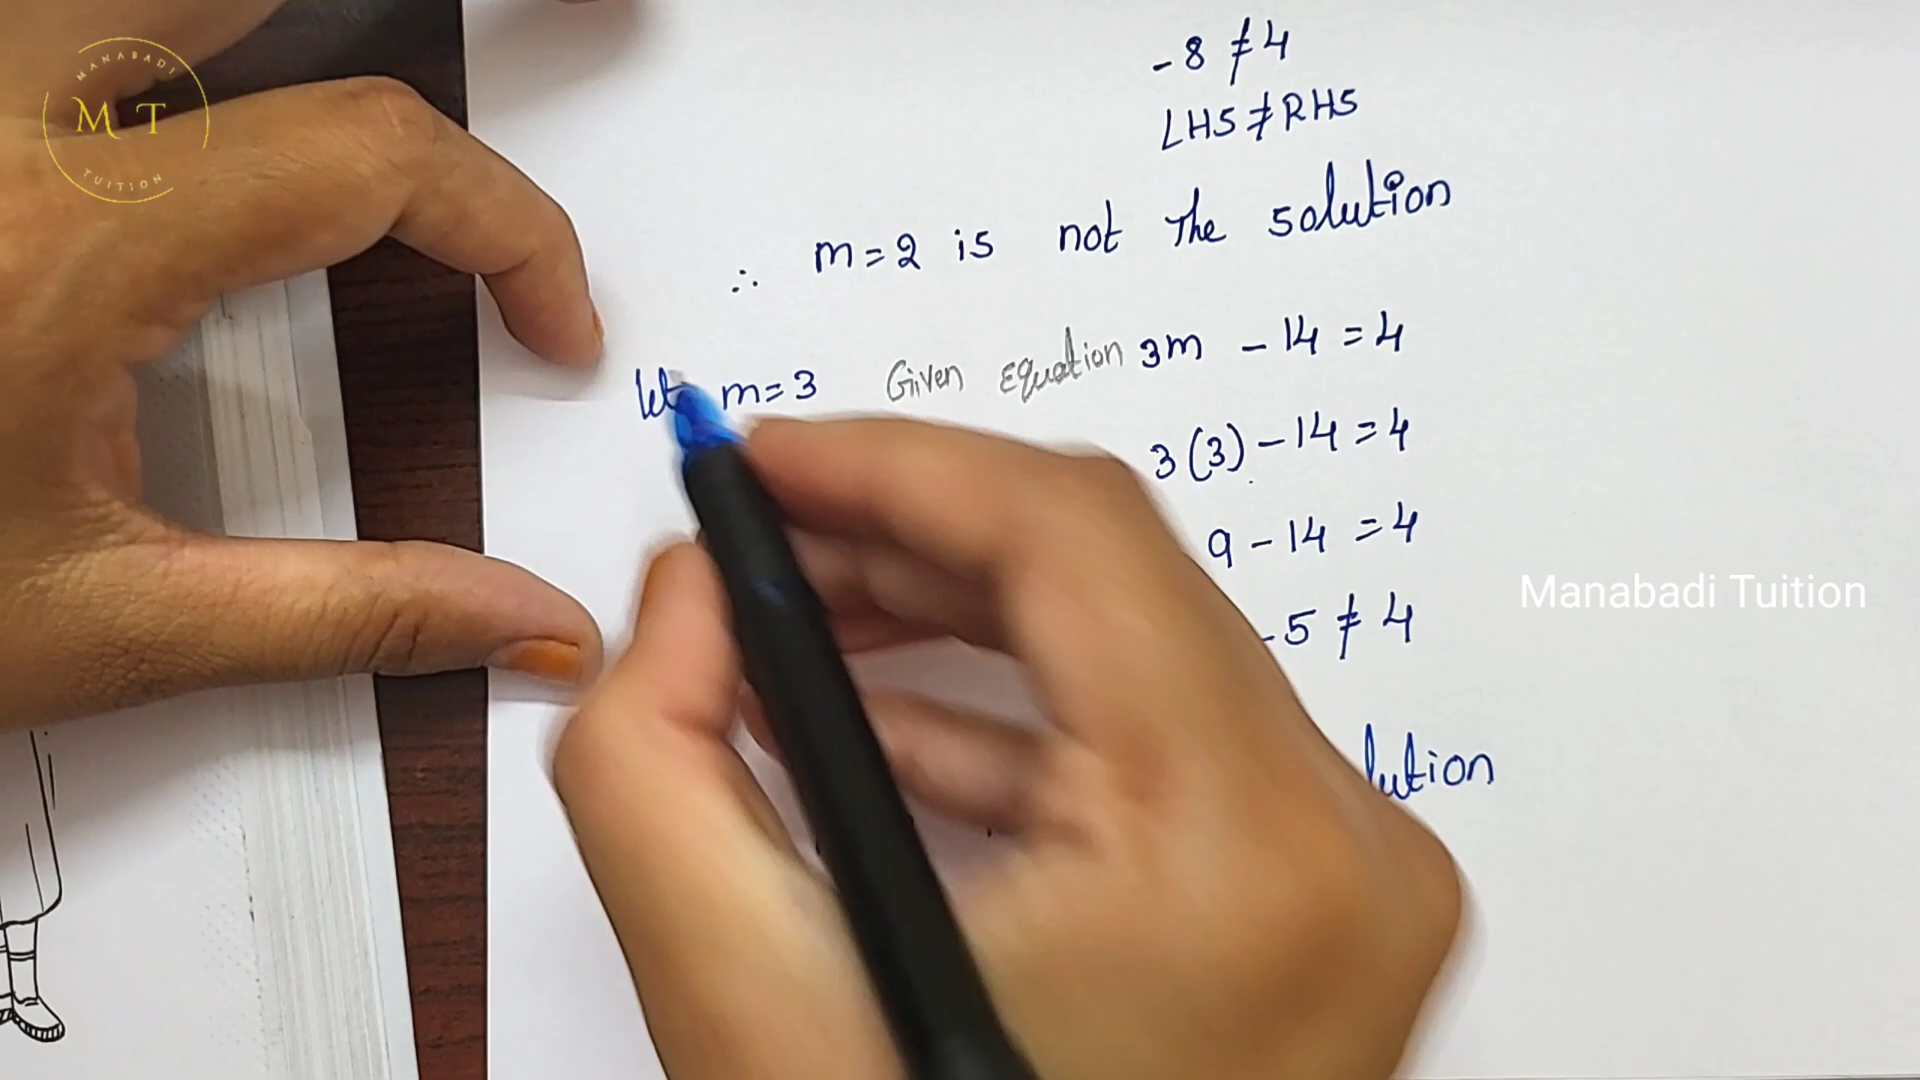 MANABADI
M T
TUITION
- 8 ≠ 4
LHS ≠ RHS
∴ m = 2 is not the solution
let m = 3 Given equation 3m - 14 = 4
3(3) - 14 = 4
9 - 14 = 4
- 5 ≠ 4
Manabadi Tuition